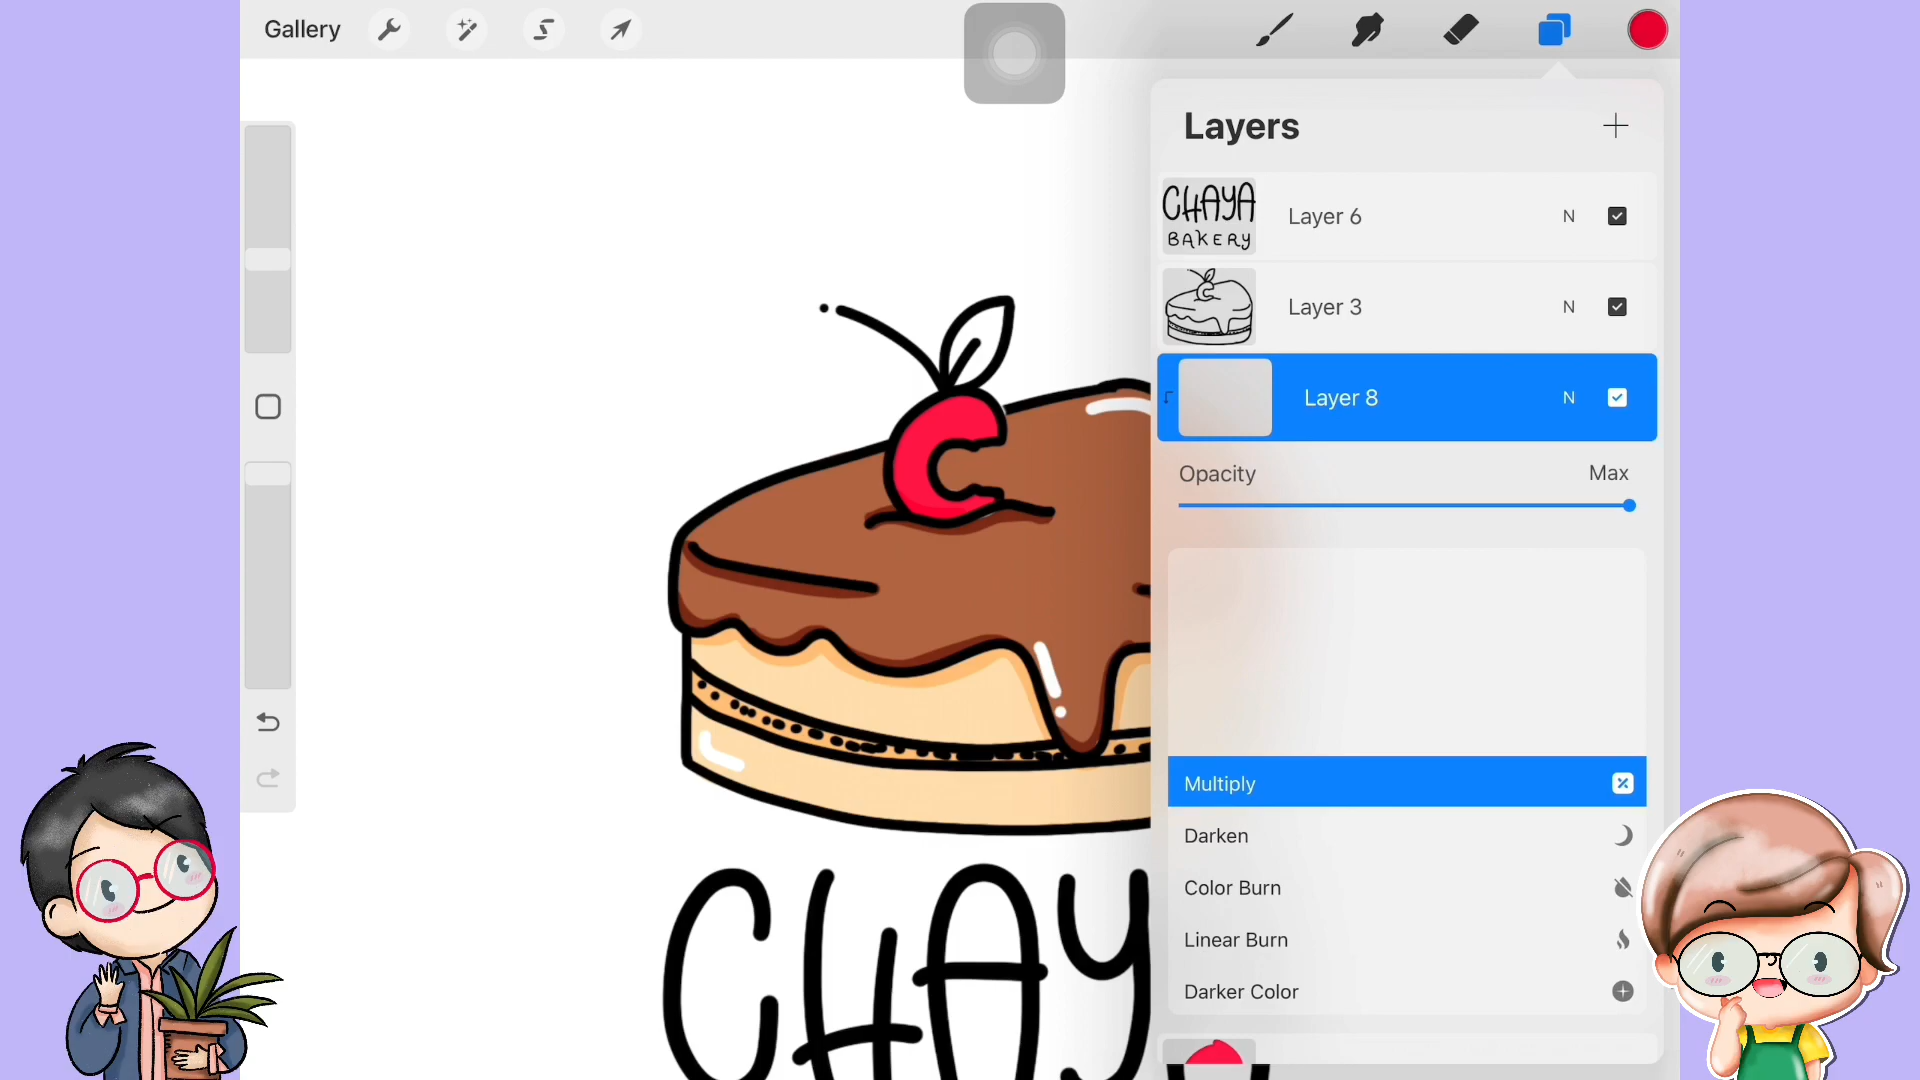 Gallery
Layers
CHAYA
BAKERY
Layer 6
N
Layer 3
N
Layer 8
N
Opacity
Max
Multiply
Darken
Color Burn
Linear Burn
Darker Color
C
CHAY